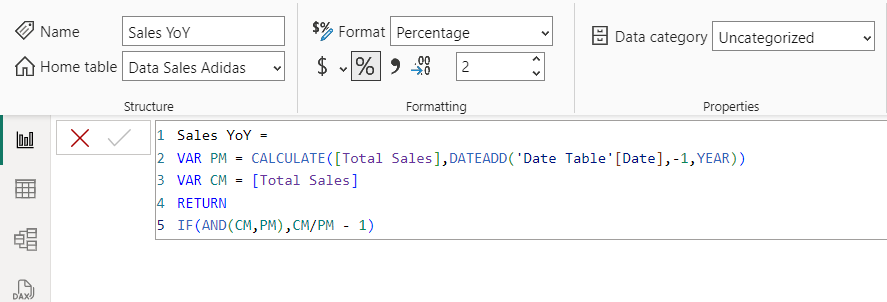 Name
Sales YoY
Home table
Data Sales Adidas
Structure
$% Format
Percentage
$ % 9 .00 →0
2
Formatting
Data category
Uncategorized
Properties
1 Sales YoY =
2 VAR PM = CALCULATE([Total Sales],DATEADD('Date Table'[Date],-1,YEAR))
3 VAR CM = [Total Sales]
4 RETURN
5 IF(AND(CM,PM),CM/PM - 1)
DAX